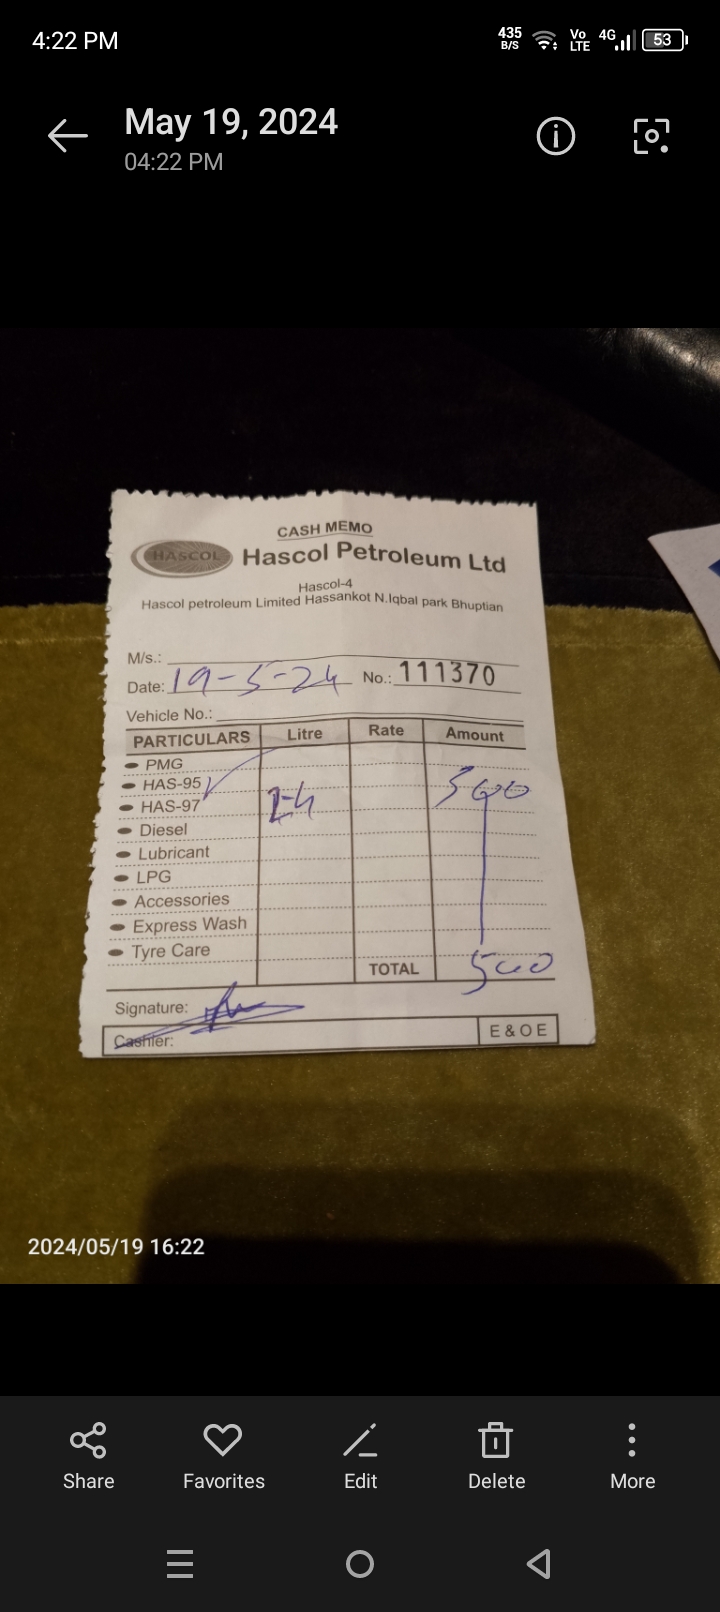 4:22 PM 435 B/S Vo LTE 4G 53
May 19, 2024
04:22 PM
CASH MEMO
HASCOL Hascol Petroleum Ltd
Hascol-4
Hascol petroleum Limited Hassankot N.Iqbal park Bhuptian
M/s.:
Date: 19-5-24 No.: 111370
Vehicle No.:
PARTICULARS Litre Rate Amount
PMG
HAS-95
HAS-97 500
Diesel
Lubricant
LPG
Accessories
Express Wash
Tyre Care
TOTAL 500
Signature:
Cashier: E & O E
2024/05/19 16:22
Share Favorites Edit Delete More